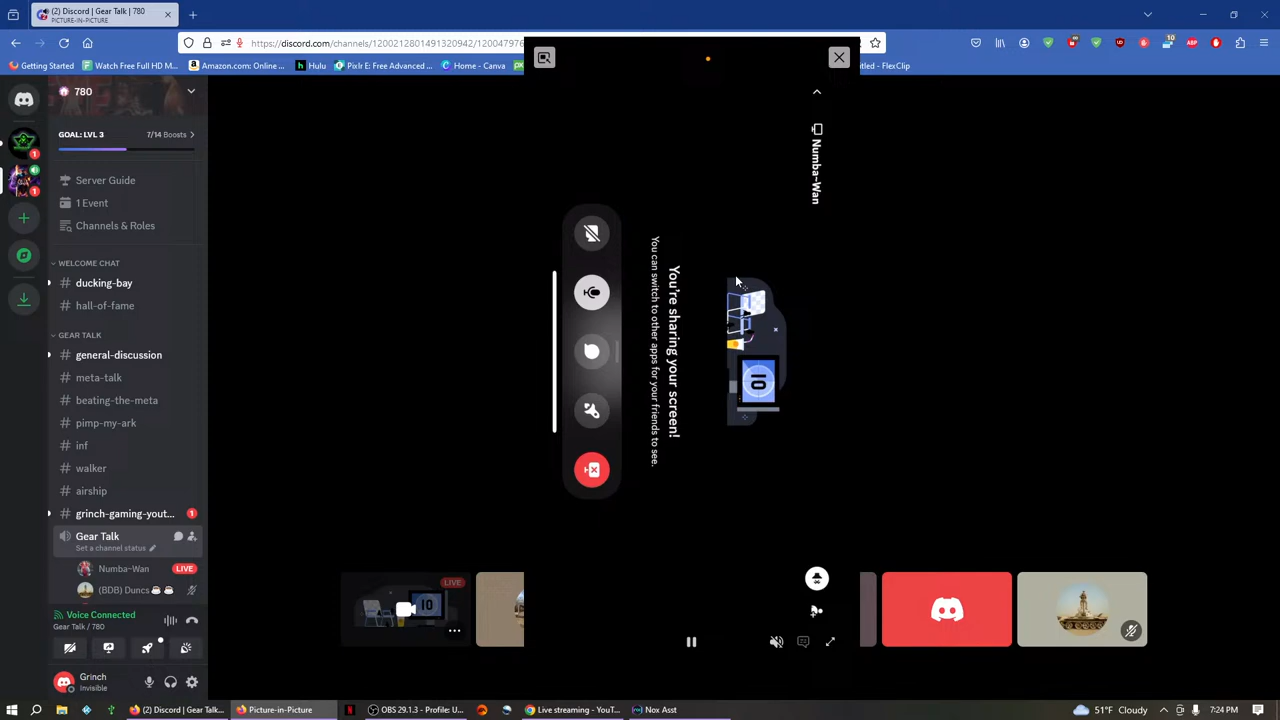 (2) Discord | Gear Talk | 780
PICTURE-IN-PICTURE
https://discord.com/channels/1200212801491320942/12004797
Getting Started
Watch Free Full HD M...
Amazon.com: Online ...
Hulu
Pixlr E: Free Advanced
Home - Canva
titled - FlexClip
780
GOAL: LVL 3
7/14 Boosts
Server Guide
1 Event
Channels & Roles
WELCOME CHAT
# ducking-bay
# hall-of-fame
GEAR TALK
# general-discussion
# meta-talk
# beating-the-meta
# pimp-my-ark
# inf
# walker
# airship
# grinch-gaming-yout... 1
Gear Talk
Set a channel status
Numba-Wan LIVE
(BDB) Duncs
Voice Connected
Gear Talk / 780
Grinch
Invisible
Numba-Wan
You're sharing your screen!
You can switch to other apps for your friends to see.
10
LIVE
10
(2) Discord | Gear Talk...
Picture-in-Picture
OBS 29.1.3 - Profile: U...
Live streaming - YouT...
Nox Asst
51°F Cloudy
7:24 PM